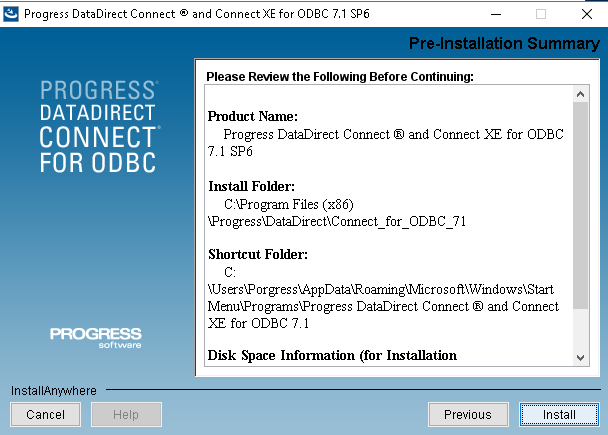 Progress DataDirect Connect ® and Connect XE for ODBC 7.1 SP6
Pre-Installation Summary
PROGRESS
DATADIRECT
CONNECT®
FOR ODBC
PROGRESS
software
Please Review the Following Before Continuing:
Product Name:
Progress DataDirect Connect ® and Connect XE for ODBC
7.1 SP6
Install Folder:
C:\Program Files (x86)
\Progress\DataDirect\Connect_for_ODBC_71
Shortcut Folder:
C:
\Users\Porgress\AppData\Roaming\Microsoft\Windows\Start
Menu\Programs\Progress DataDirect Connect ® and Connect
XE for ODBC 7.1
Disk Space Information (for Installation
InstallAnywhere
Cancel
Help
Previous
Install